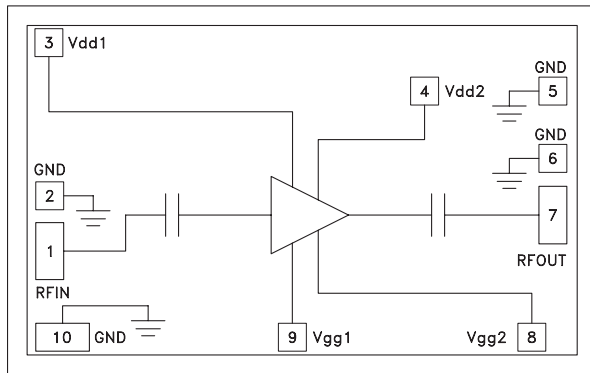 3 Vdd1
4 Vdd2
GND
5
GND
6
GND
2
1
RFIN
7
RFOUT
10 GND
9 Vgg1
Vgg2 8